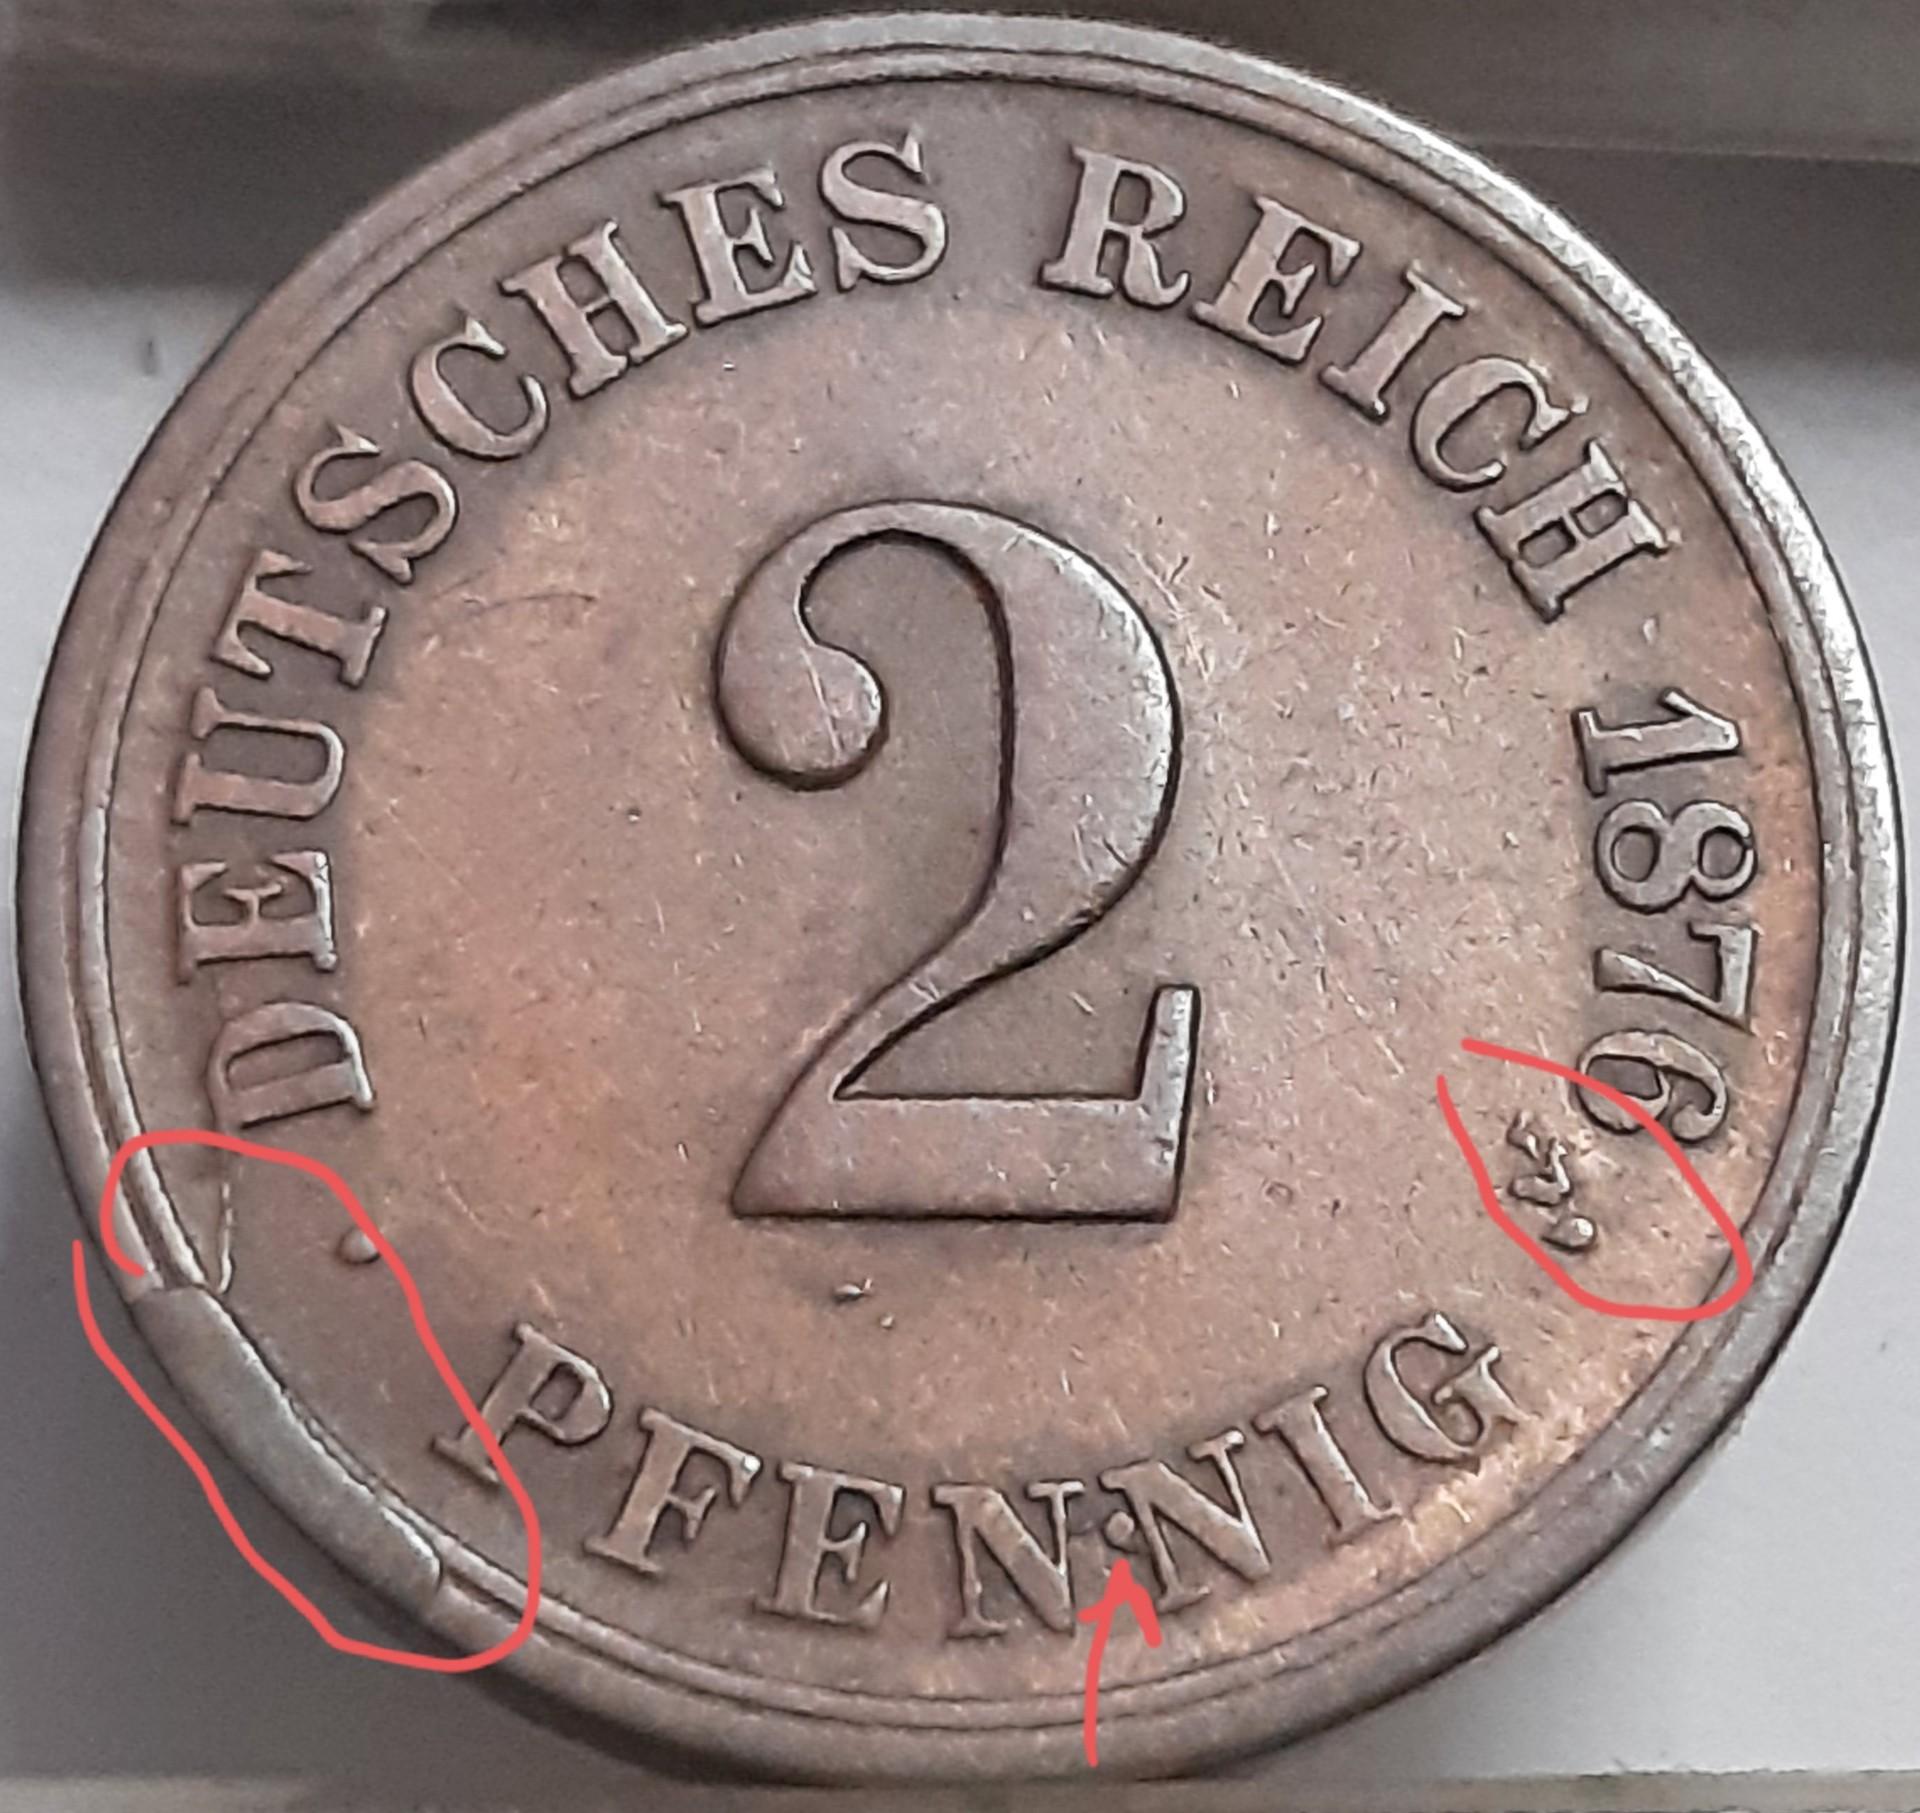 DEUTSCHES REICH 1876
2
PFENNIG